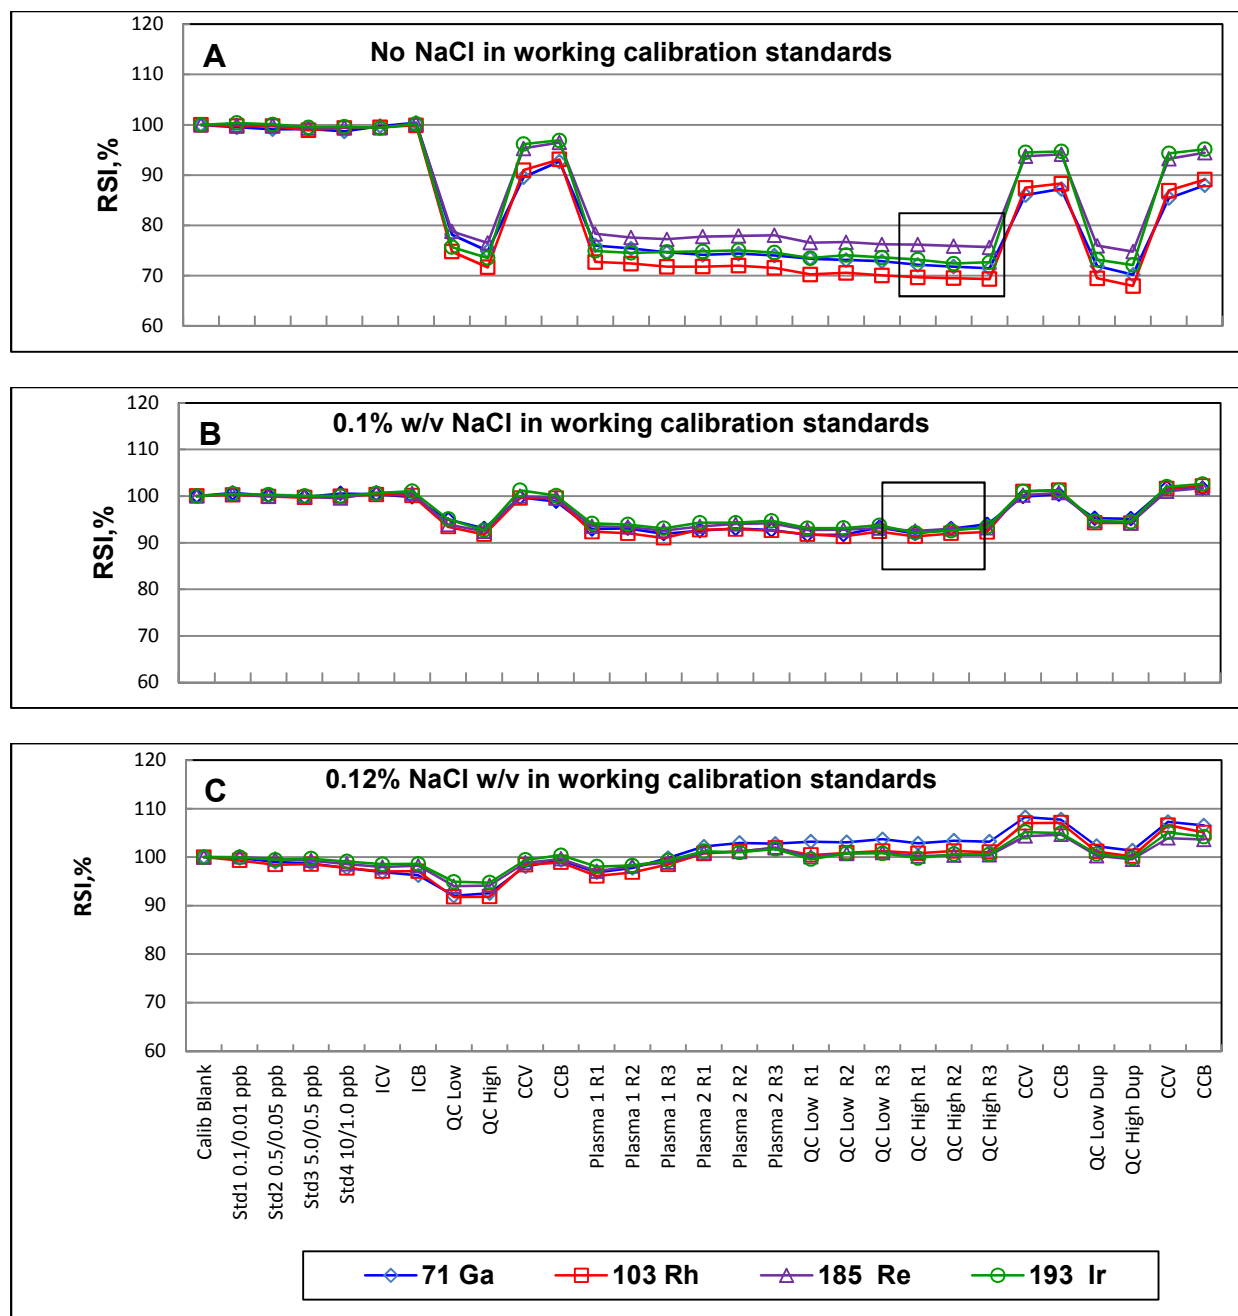 A
No NaCl in working calibration standards
RSI,%
120
110
100
90
80
70
60
B
0.1% w/v NaCl in working calibration standards
RSI,%
120
110
100
90
80
70
60
C
0.12% NaCl w/v in working calibration standards
RSI,%
120
110
100
90
80
70
60
Calib Blank
Std1 0.1/0.01 ppb
Std2 0.5/0.05 ppb
Std3 5.0/0.5 ppb
Std4 10/1.0 ppb
ICV
ICB
QC Low
QC High
CCV
CCB
Plasma 1 R1
Plasma 1 R2
Plasma 1 R3
Plasma 2 R1
Plasma 2 R2
Plasma 2 R3
QC Low R1
QC Low R2
QC Low R3
QC High R1
QC High R2
QC High R3
CCV
CCB
QC Low Dup
QC High Dup
CCV
CCB
71 Ga
103 Rh
185 Re
193 Ir